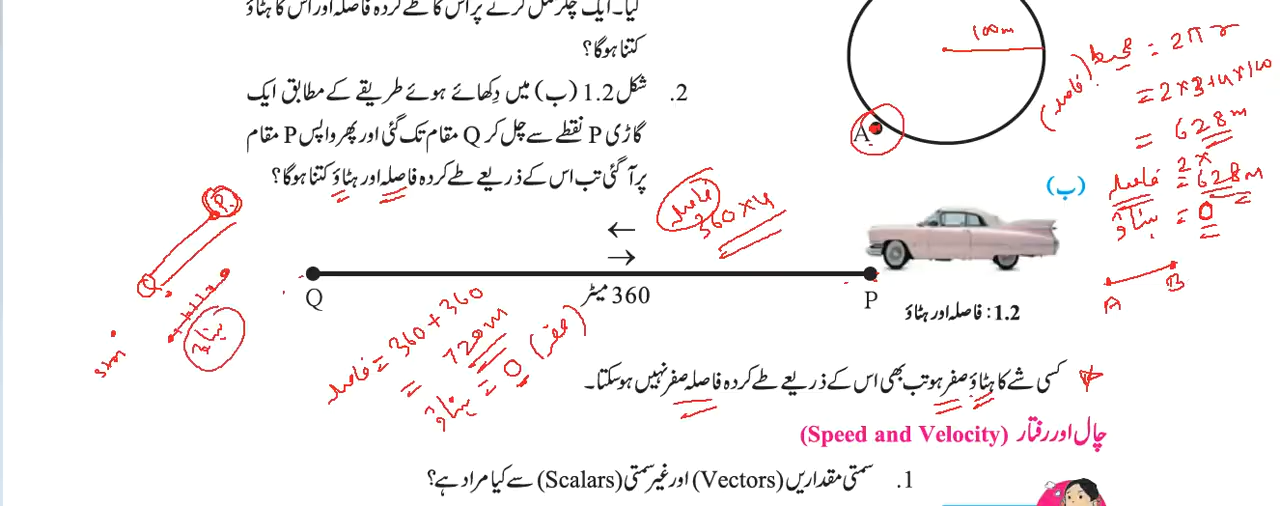 کیا۔ ایک چکر مکمل کرنے پر اس کا طے کردہ فاصلہ اور اس کا ہٹاؤ
کتنا ہوگا؟
2. شکل 1.2 (ب) میں دِکھائے ہوئے طریقے کے مطابق ایک
گاڑی P نقطے سے چل کر Q مقام تک گئی اور پھر واپس P مقام
پر آ گئی تب اس کے ذریعے طے کردہ فاصلہ اور ہٹاؤ کتنا ہوگا؟
100m
A
(فاصلہ) محیط = 2πr
= 2×3.14×100
= 628m
2×
فاصلہ = 628m
ہٹاؤ = 0
A B
(ب)
P
Q
ہٹاؤ
فاصلہ
360×4
←
→
Q
360 میٹر
P
1.2 : فاصلہ اور ہٹاؤ
فاصلہ = 360+360
= 720m
ہٹاؤ = 0 (صفر)
کسی شے کا ہٹاؤ صفر ہو تب بھی اس کے ذریعے طے کردہ فاصلہ صفر نہیں ہو سکتا۔
چال اور رفتار (Speed and Velocity)
1. سمتی مقداریں (Vectors) اور غیر سمتی (Scalars) سے کیا مراد ہے؟